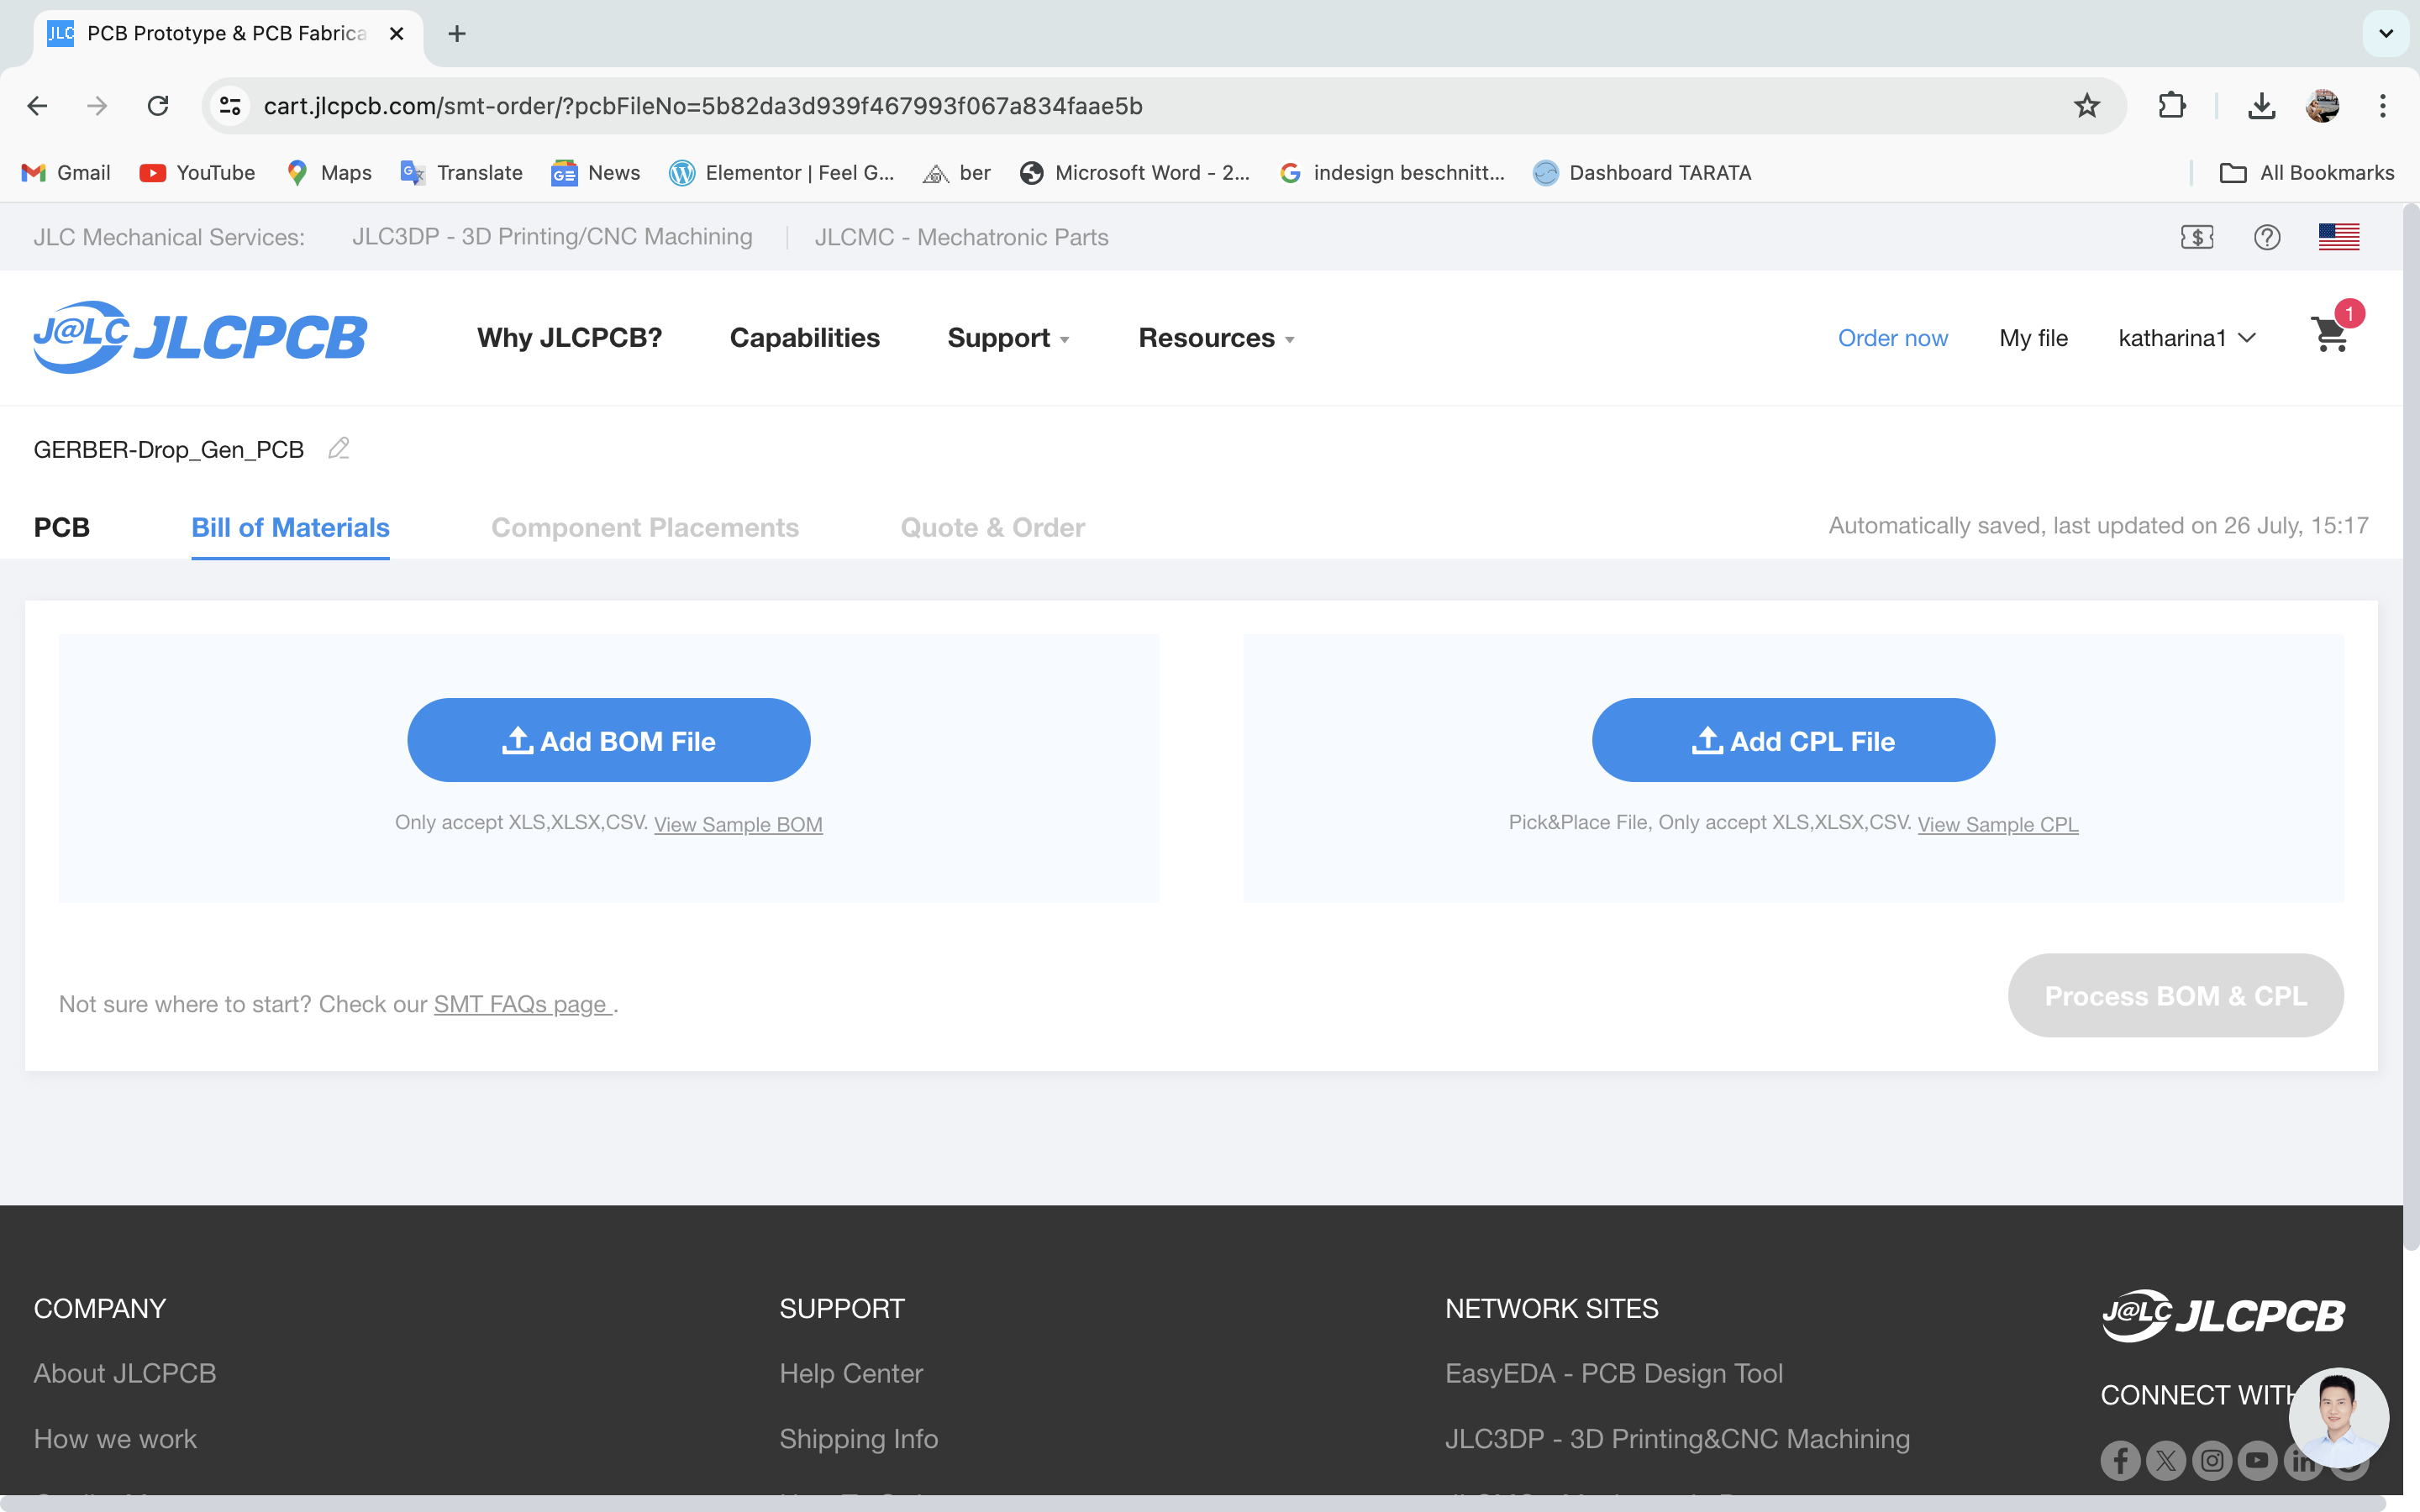 JLC PCB Prototype & PCB Fabrica
cart.jlcpcb.com/smt-order/?pcbFileNo=5b82da3d939f467993f067a834faae5b
Gmail YouTube Maps Translate News Elementor | Feel G... ber Microsoft Word - 2... indesign beschnitt... Dashboard TARATA All Bookmarks
JLC Mechanical Services: JLC3DP - 3D Printing/CNC Machining JLCMC - Mechatronic Parts
J@LC JLCPCB Why JLCPCB? Capabilities Support Resources Order now My file katharina1 1
GERBER-Drop_Gen_PCB
PCB Bill of Materials Component Placements Quote & Order Automatically saved, last updated on 26 July, 15:17
Add BOM File Add CPL File
Only accept XLS,XLSX,CSV. View Sample BOM Pick&Place File, Only accept XLS,XLSX,CSV. View Sample CPL
Not sure where to start? Check our SMT FAQs page . Process BOM & CPL
COMPANY SUPPORT NETWORK SITES J@LC JLCPCB
About JLCPCB Help Center EasyEDA - PCB Design Tool
CONNECT WITH
How we work Shipping Info JLC3DP - 3D Printing&CNC Machining